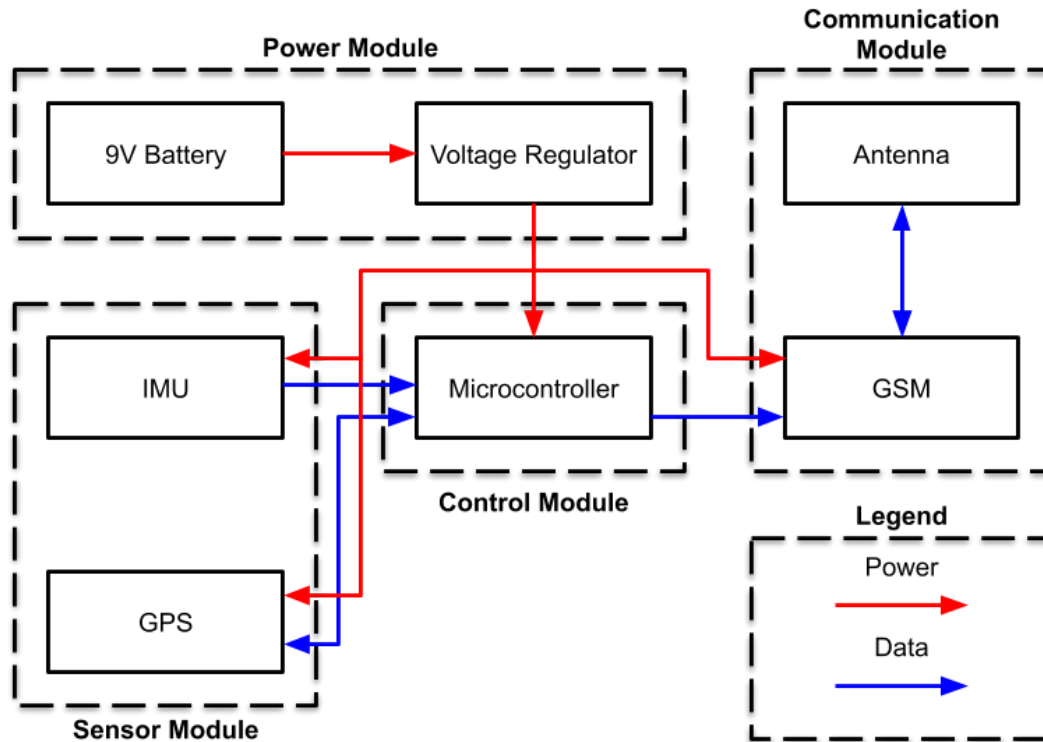 Power Module
Communication
Module
9V Battery
Voltage Regulator
Antenna
IMU
Microcontroller
GSM
Control Module
GPS
Sensor Module
Legend
Power
Data